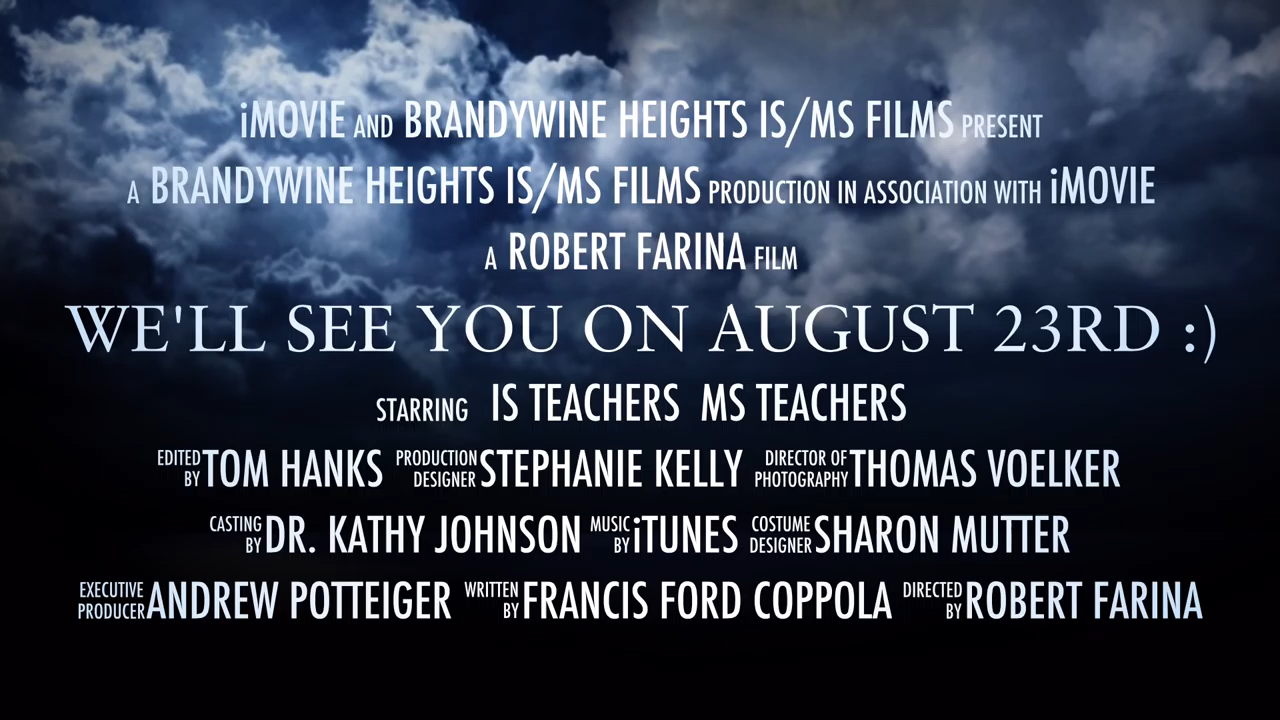 iMOVIE AND BRANDYWINE HEIGHTS IS/MS FILMS PRESENT
A BRANDYWINE HEIGHTS IS/MS FILMS PRODUCTION IN ASSOCIATION WITH iMOVIE
A ROBERT FARINA FILM
WE'LL SEE YOU ON AUGUST 23RD :)
STARRING IS TEACHERS MS TEACHERS
EDITED BY TOM HANKS PRODUCTION DESIGNER STEPHANIE KELLY DIRECTOR OF PHOTOGRAPHY THOMAS VOELKER
CASTING BY DR. KATHY JOHNSON MUSIC BY iTUNES COSTUME DESIGNER SHARON MUTTER
EXECUTIVE PRODUCER ANDREW POTTEIGER WRITTEN BY FRANCIS FORD COPPOLA DIRECTED BY ROBERT FARINA